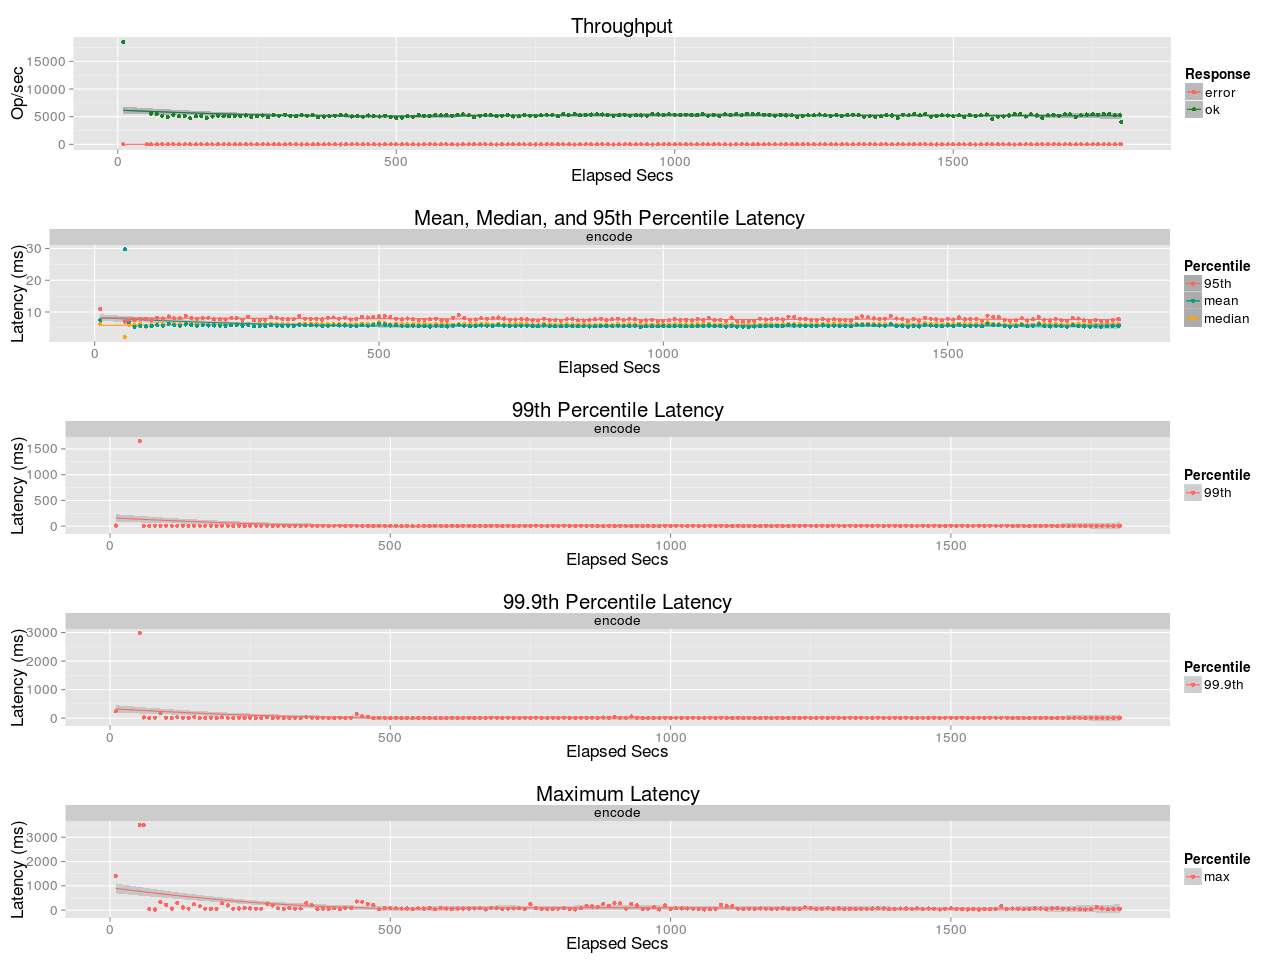 Throughput
Op/sec
15000
10000
5000
0
0 500 1000 1500
Elapsed Secs
Response
error
ok
Mean, Median, and 95th Percentile Latency
encode
Latency (ms)
30
20
10
0 500 1000 1500
Elapsed Secs
Percentile
95th
mean
median
99th Percentile Latency
encode
Latency (ms)
1500
1000
500
0
0 500 1000 1500
Elapsed Secs
Percentile
99th
99.9th Percentile Latency
encode
Latency (ms)
3000
2000
1000
0
0 500 1000 1500
Elapsed Secs
Percentile
99.9th
Maximum Latency
encode
Latency (ms)
3000
2000
1000
0
0 500 1000 1500
Elapsed Secs
Percentile
max